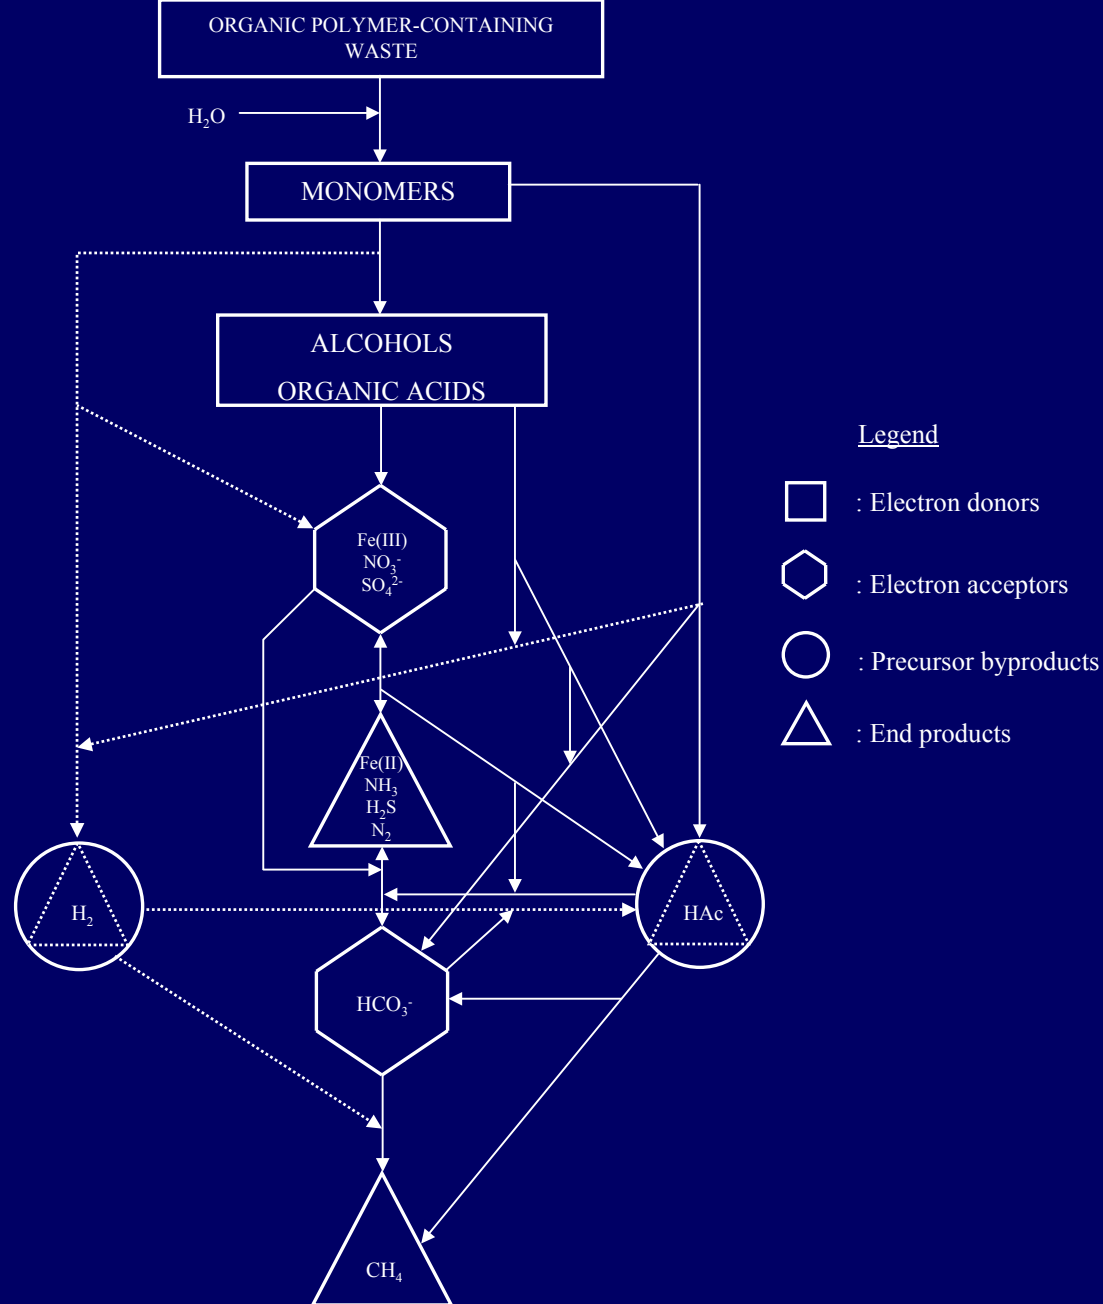 ORGANIC POLYMER-CONTAINING
WASTE
H₂O
MONOMERS
ALCOHOLS
ORGANIC ACIDS
Legend
: Electron donors
Fe(III)
NO₃⁻
SO₄²⁻
: Electron acceptors
: Precursor byproducts
: End products
Fe(II)
NH₃
H₂S
N₂
H₂
HAc
HCO₃⁻
CH₄